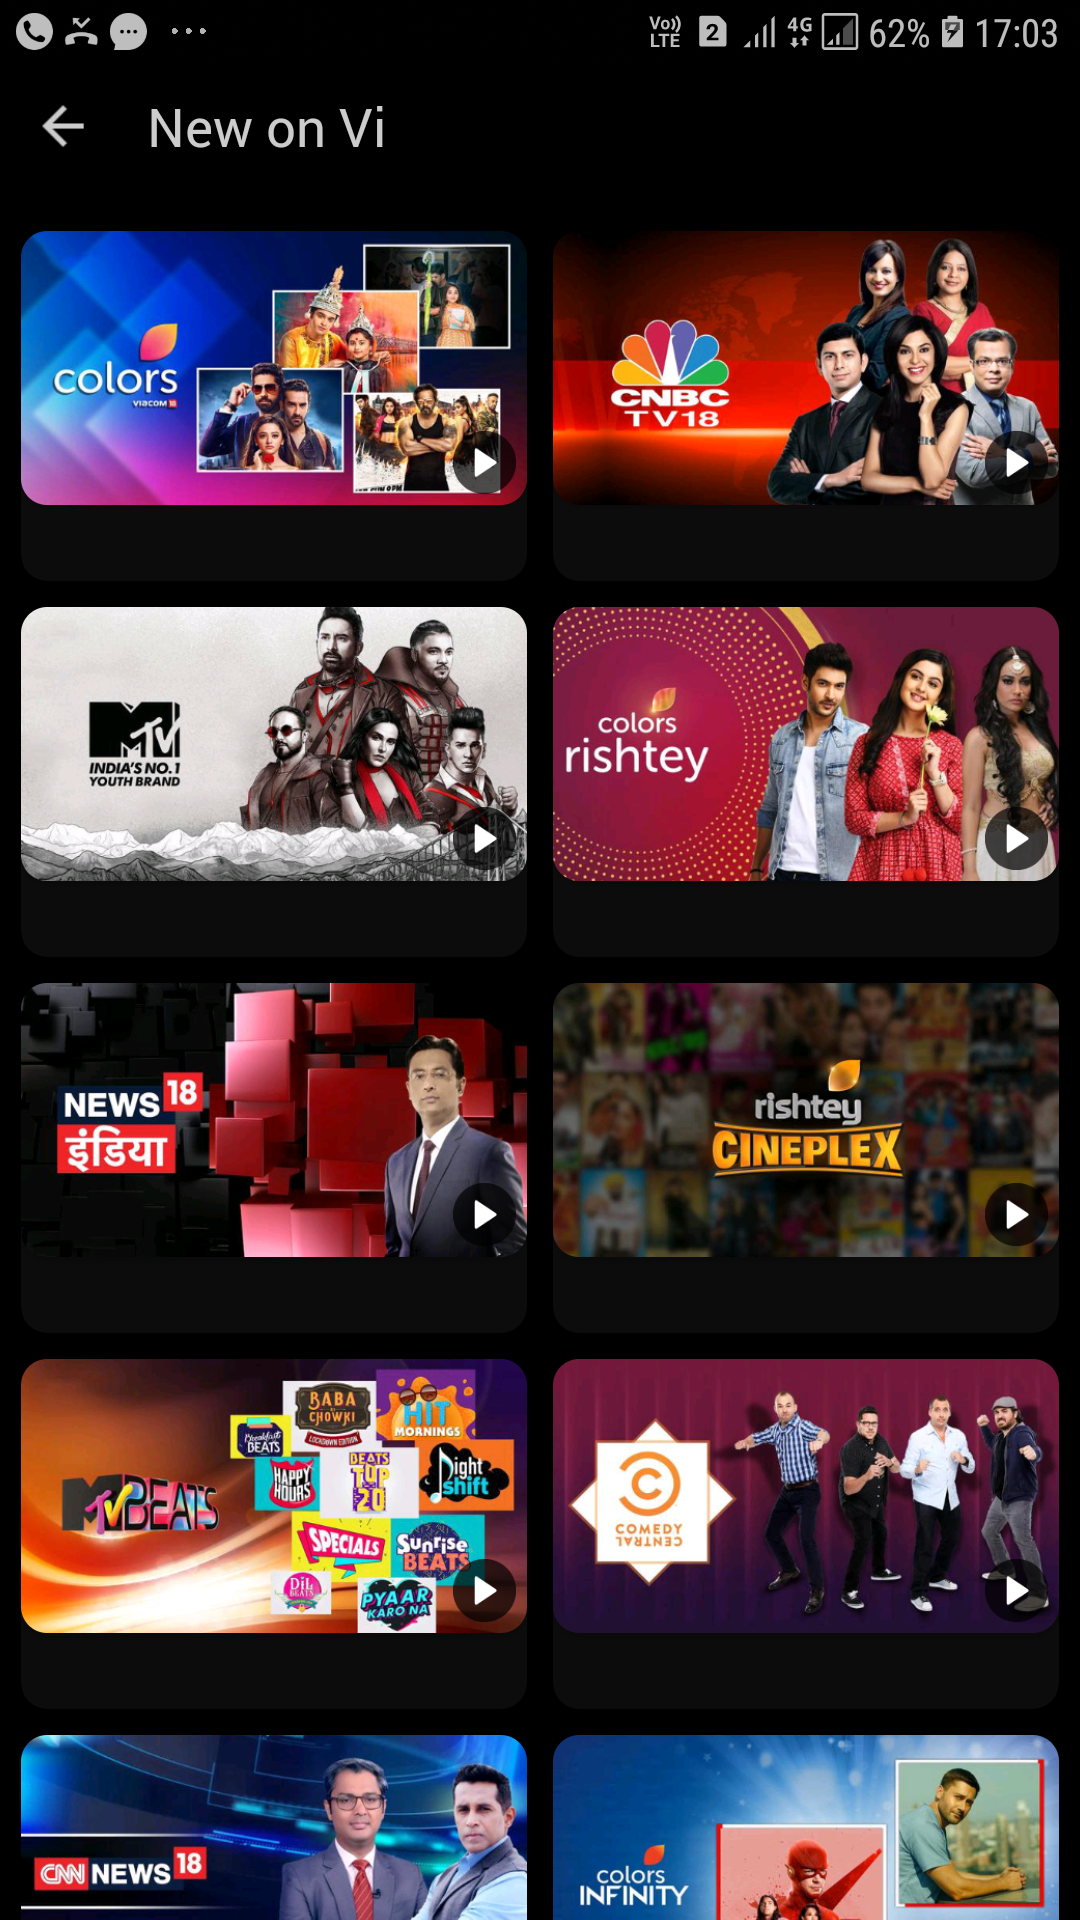 Vo)) LTE 2 4G 62% 17:03
New on Vi
colors
VIACOM 18
CNBC
TV18
MTV
INDIA'S NO.1
YOUTH BRAND
colors
rishtey
NEWS 18
इंडिया
rishtey
CINEPLEX
MTV BEATS
BABA
CHOWKI
LOCKDOWN EDITION
HIT
MORNINGS
Breakfast
BEATS
HAPPY
HOURS
BEATS
TOP
20
Night
shift
SPECIALS
Sunrise
BEATS
DIL
BEATS
PYAAR
KARO NA
C
COMEDY
CENTRAL
CNN NEWS 18
colors
INFINITY